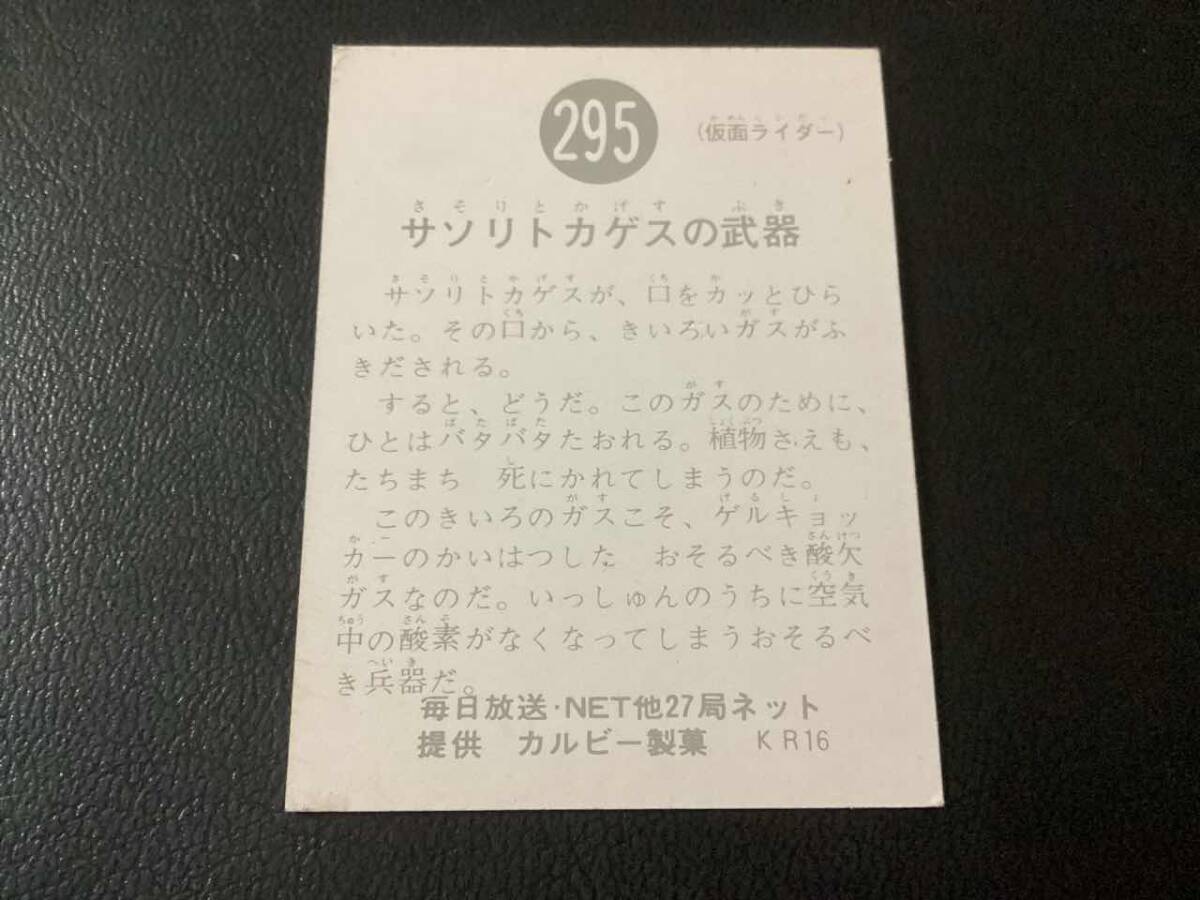 295
(仮面ライダー)
サソリトカゲスの武器
サソリトカゲスが、口をカッとひら
いた。その口から、きいろいガスがふ
きだされる。
すると、どうだ。このガスのために、
ひとはバタバタたおれる。植物さえも、
たちまち 死にかれてしまうのだ。
このきいろのガスこそ、ゲルキョッ
カーのかいはつした おそるべき酸欠
ガスなのだ。いっしゅんのうちに空気
中の酸素がなくなってしまうおそるべ
き兵器だ。
毎日放送・NET他27局ネット
提供 カルビー製菓 KR16